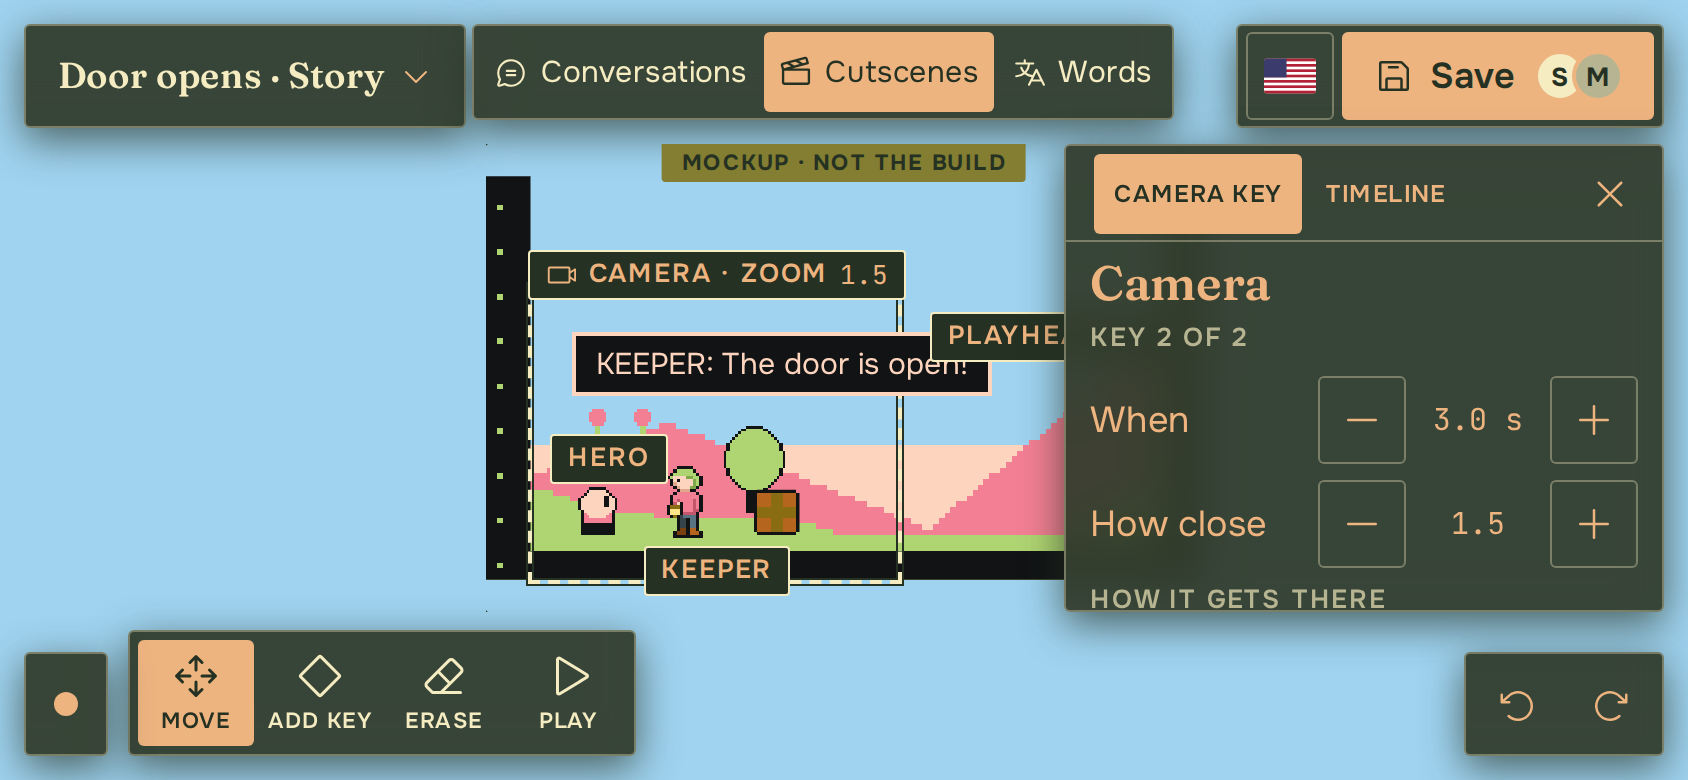 Door opens · Story
Conversations
Cutscenes
Words
Save
S
M
MOCKUP · NOT THE BUILD
CAMERA KEY
TIMELINE
CAMERA · ZOOM 1.5
PLAYHEA
KEEPER: The door is open!
HERO
KEEPER
Camera
KEY 2 OF 2
When
3.0 s
How close
1.5
HOW IT GETS THERE
MOVE
ADD KEY
ERASE
PLAY